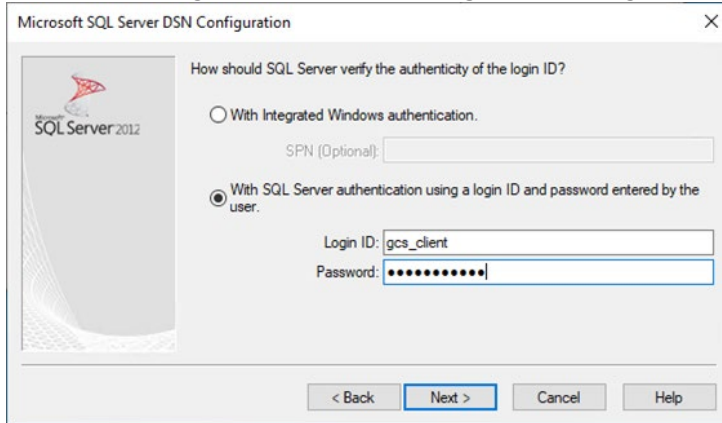 Microsoft SQL Server DSN Configuration
How should SQL Server verify the authenticity of the login ID?
With Integrated Windows authentication.
SPN (Optional):
With SQL Server authentication using a login ID and password entered by the
user.
Login ID: gcs_client
Password: ●●●●●●●●●●●
Microsoft
SQL Server 2012
< Back Next > Cancel Help